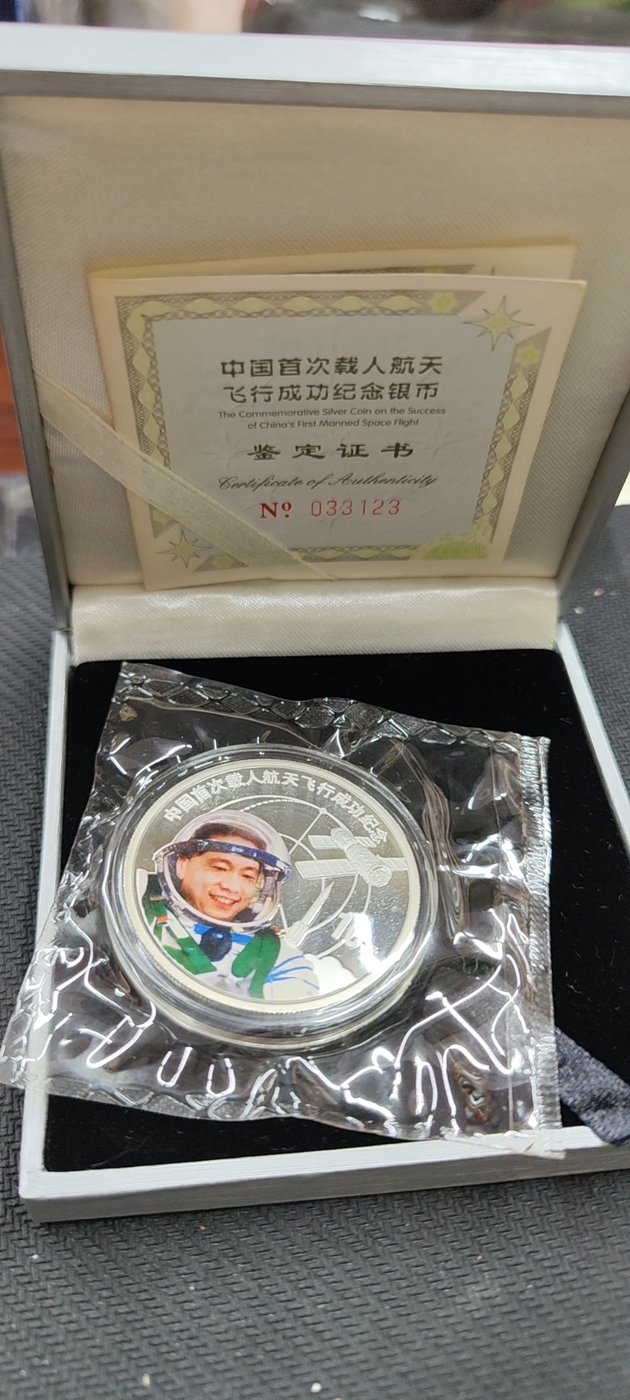 中国首次载人航天
飞行成功纪念银币
The Commemorative Silver Coin on the Success
of China's First Manned Space Flight
鉴定证书
Certificate of Authenticity
Nº 033123
中国首次载人航天飞行成功纪念